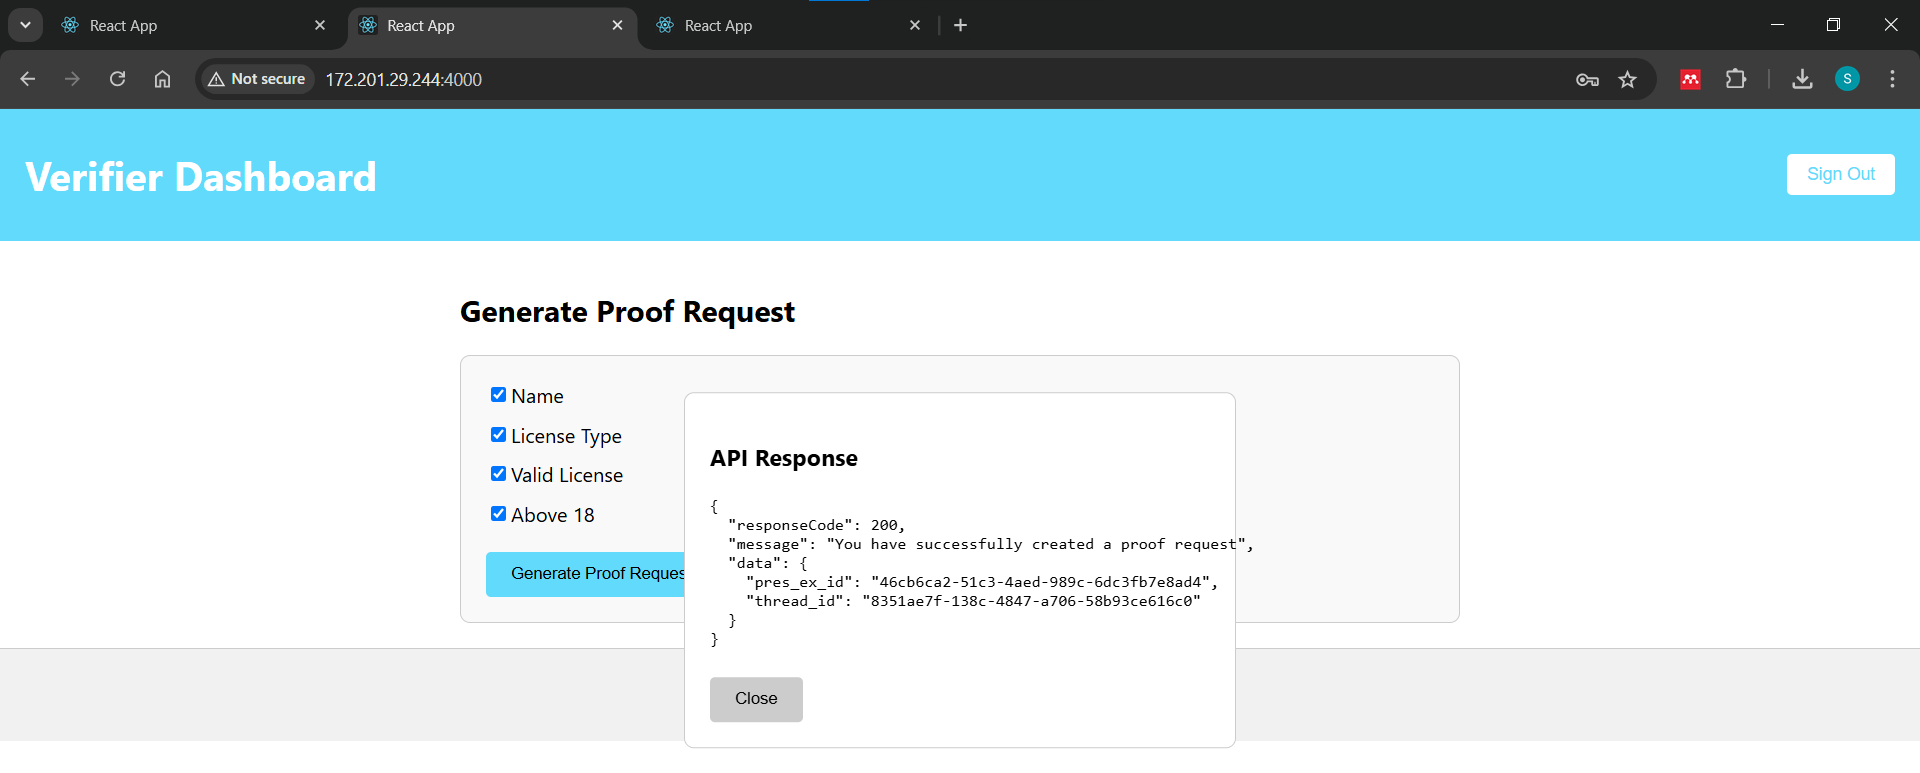 React App
React App
React App
Not secure
172.201.29.244:4000
S
Verifier Dashboard
Sign Out
Generate Proof Request
Name
License Type
Valid License
Above 18
Generate Proof Reques
API Response
{
"responseCode": 200,
"message": "You have successfully created a proof request",
"data": {
"pres_ex_id": "46cb6ca2-51c3-4aed-989c-6dc3fb7e8ad4",
"thread_id": "8351ae7f-138c-4847-a706-58b93ce616c0"
}
}
Close